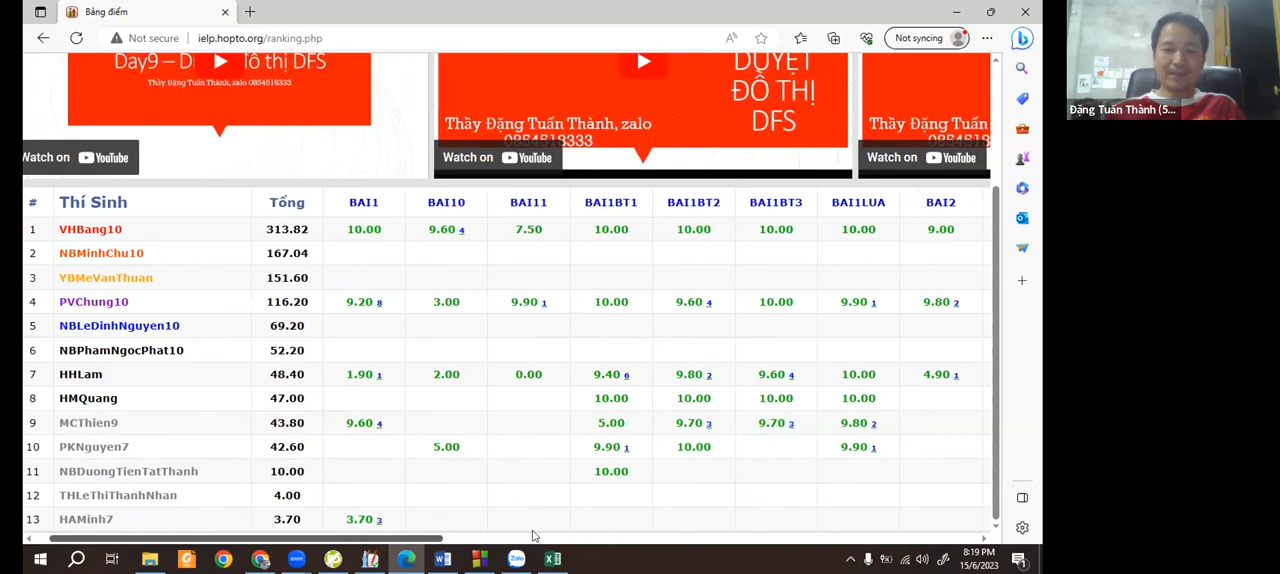 Bảng điểm
Not secure
ielp.hopto.org/ranking.php
Not syncing
Thầy Đặng Tuấn Thành, zalo 0854518333
Watch on YouTube
DUYỆT
ĐỒ THỊ
DFS
Thầy Đặng Tuấn Thành, zalo
0854518333
Watch on YouTube
Thầy Đặng Tuấn
Watch on YouTube
Đặng Tuấn Thành (5...
# Thí Sinh Tổng BAI1 BAI10 BAI11 BAI1BT1 BAI1BT2 BAI1BT3 BAI1LUA BAI2
1 VHBang10 313.82 10.00 9.60 4 7.50 10.00 10.00 10.00 10.00 9.00
2 NBMinhChu10 167.04
3 YBMeVanThuan 151.60
4 PVChung10 116.20 9.20 8 3.00 9.90 1 10.00 9.60 4 10.00 9.90 1 9.80 2
5 NBLeDinhNguyen10 69.20
6 NBPhamNgocPhat10 52.20
7 HHLam 48.40 1.90 1 2.00 0.00 9.40 6 9.80 2 9.60 4 10.00 4.90 1
8 HMQuang 47.00 10.00 10.00 10.00 10.00
9 MCThien9 43.80 9.60 4 5.00 9.70 3 9.70 3 9.80 2
10 PKNguyen7 42.60 5.00 9.90 1 10.00 9.90 1
11 NBDuongTienTatThanh 10.00 10.00
12 THLeThiThanhNhan 4.00
13 HAMinh7 3.70 3.70 3
8:19 PM
15/6/2023